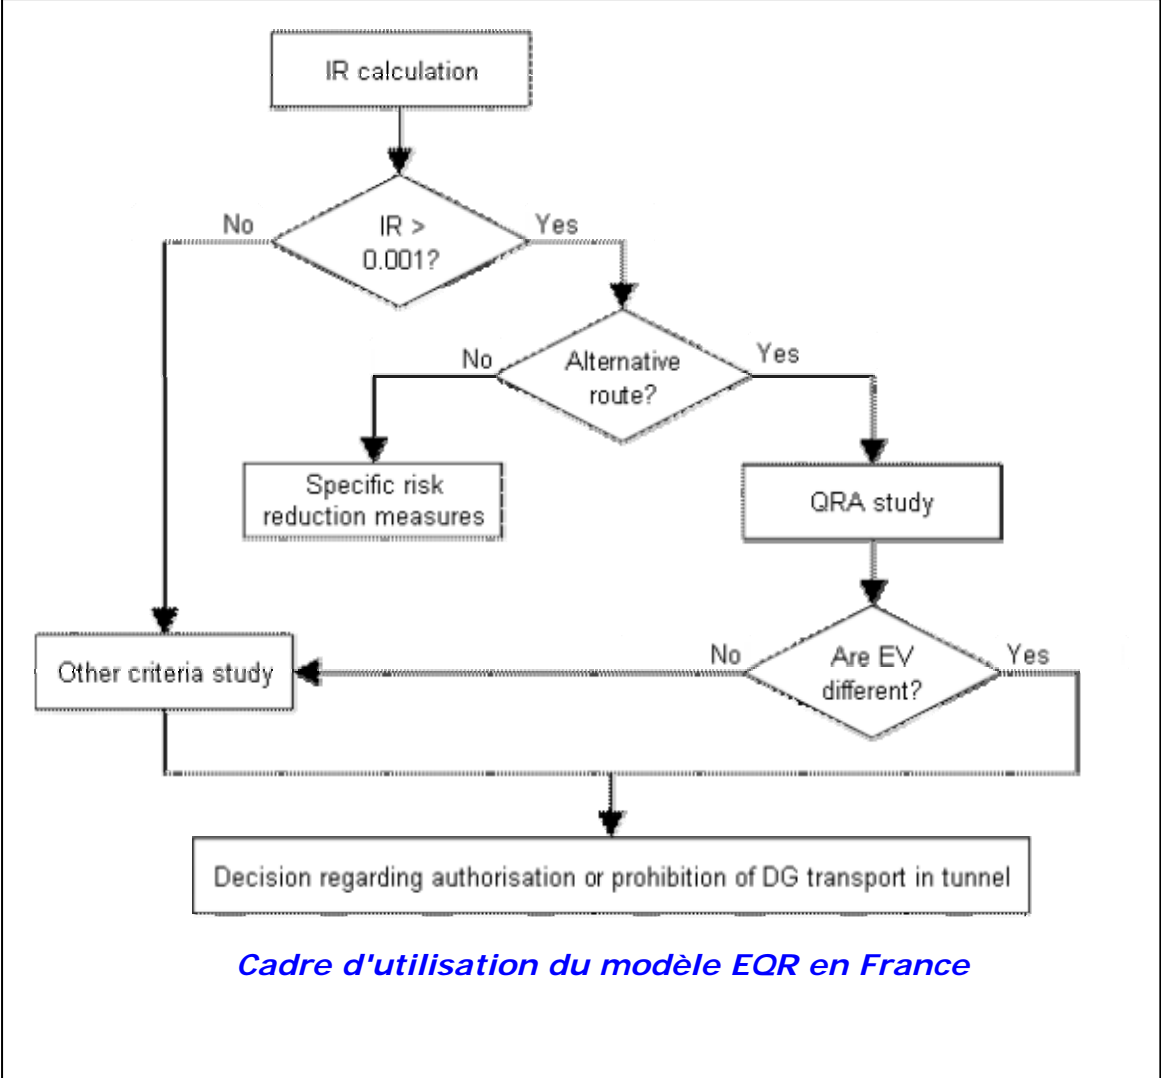 IR calculation
No
IR >
0.001?
Yes
No
Alternative
route?
Yes
Specific risk
reduction measures
QRA study
Other criteria study
No
Are EV
different?
Yes
Decision regarding authorisation or prohibition of DG transport in tunnel
Cadre d'utilisation du modèle EQR en France